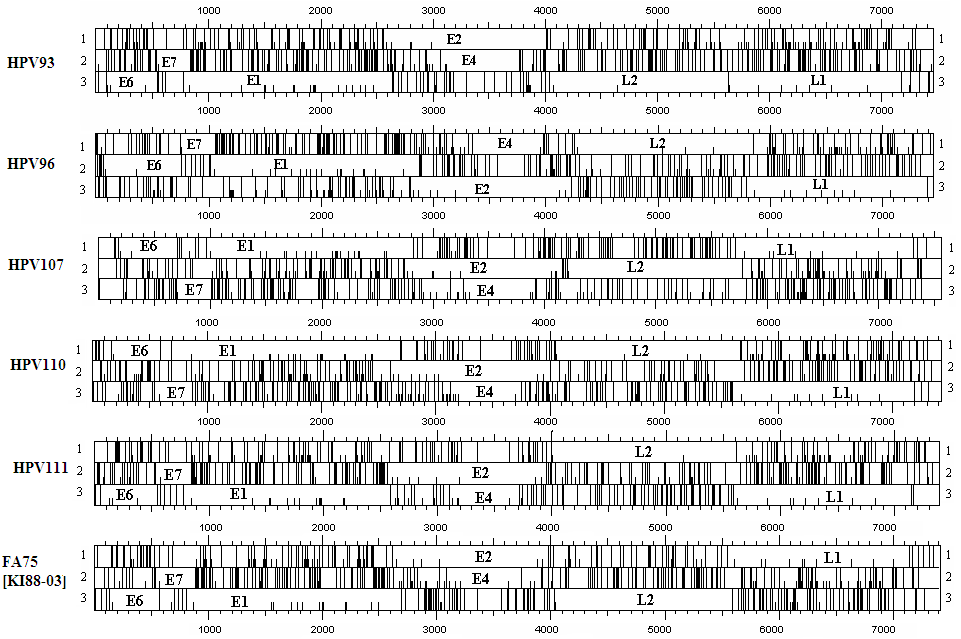 1000 2000 3000 4000 5000 6000 7000
1 E2 1
HPV93 2 E7 E4 2
3 E6 E1 L2 L1 3
1000 2000 3000 4000 5000 6000 7000
1 E7 E4 L2 1
HPV96 2 E6 E1 2
3 E2 L1 3
1000 2000 3000 4000 5000 6000 7000
1 E6 E1 L1 1
HPV107 2 E2 L2 2
3 E7 E4 3
1000 2000 3000 4000 5000 6000 7000
1 E6 E1 L2 1
HPV110 2 E2 2
3 E7 E4 L1 3
1000 2000 3000 4000 5000 6000 7000
1 L2 1
HPV111 2 E7 E2 2
3 E6 E1 E4 L1 3
1000 2000 3000 4000 5000 6000 7000
FA75 1 E2 L1 1
[KI88-03] 2 E7 E4 2
3 E6 E1 L2 3
1000 2000 3000 4000 5000 6000 7000